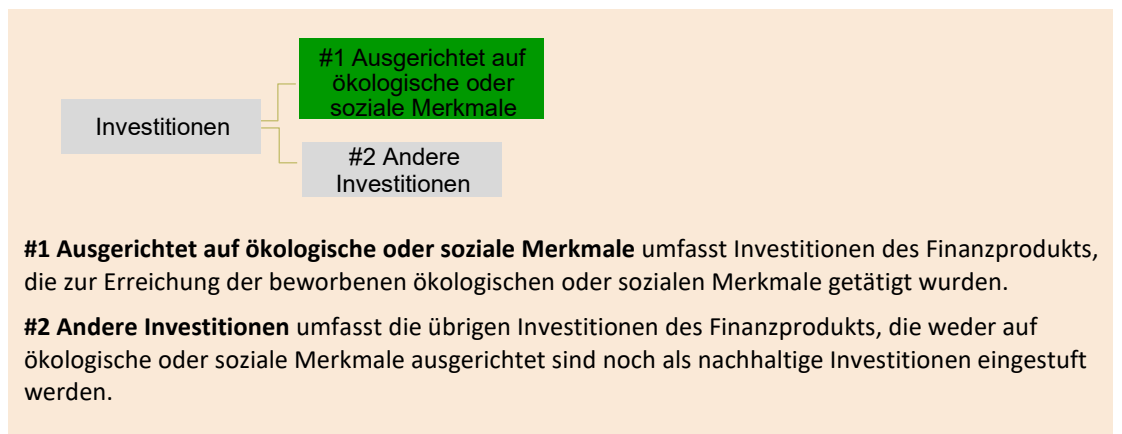 #1 Ausgerichtet auf
ökologische oder
soziale Merkmale
Investitionen
#2 Andere
Investitionen
#1 Ausgerichtet auf ökologische oder soziale Merkmale umfasst Investitionen des Finanzprodukts,
die zur Erreichung der beworbenen ökologischen oder sozialen Merkmale getätigt wurden.
#2 Andere Investitionen umfasst die übrigen Investitionen des Finanzprodukts, die weder auf
ökologische oder soziale Merkmale ausgerichtet sind noch als nachhaltige Investitionen eingestuft
werden.